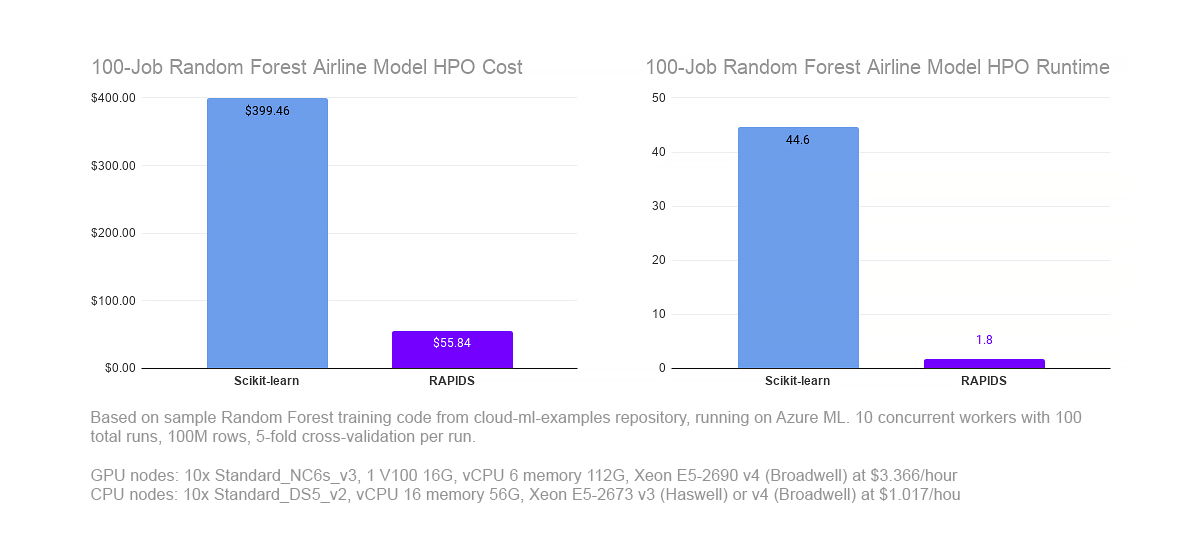 100-Job Random Forest Airline Model HPO Cost
$400.00
$300.00
$200.00
$100.00
$0.00
$399.46
$55.84
Scikit-learn
RAPIDS
100-Job Random Forest Airline Model HPO Runtime
50
40
30
20
10
0
44.6
1.8
Scikit-learn
RAPIDS
Based on sample Random Forest training code from cloud-ml-examples repository, running on Azure ML. 10 concurrent workers with 100
total runs, 100M rows, 5-fold cross-validation per run.
GPU nodes: 10x Standard_NC6s_v3, 1 V100 16G, vCPU 6 memory 112G, Xeon E5-2690 v4 (Broadwell) at $3.366/hour
CPU nodes: 10x Standard_DS5_v2, vCPU 16 memory 56G, Xeon E5-2673 v3 (Haswell) or v4 (Broadwell) at $1.017/hou